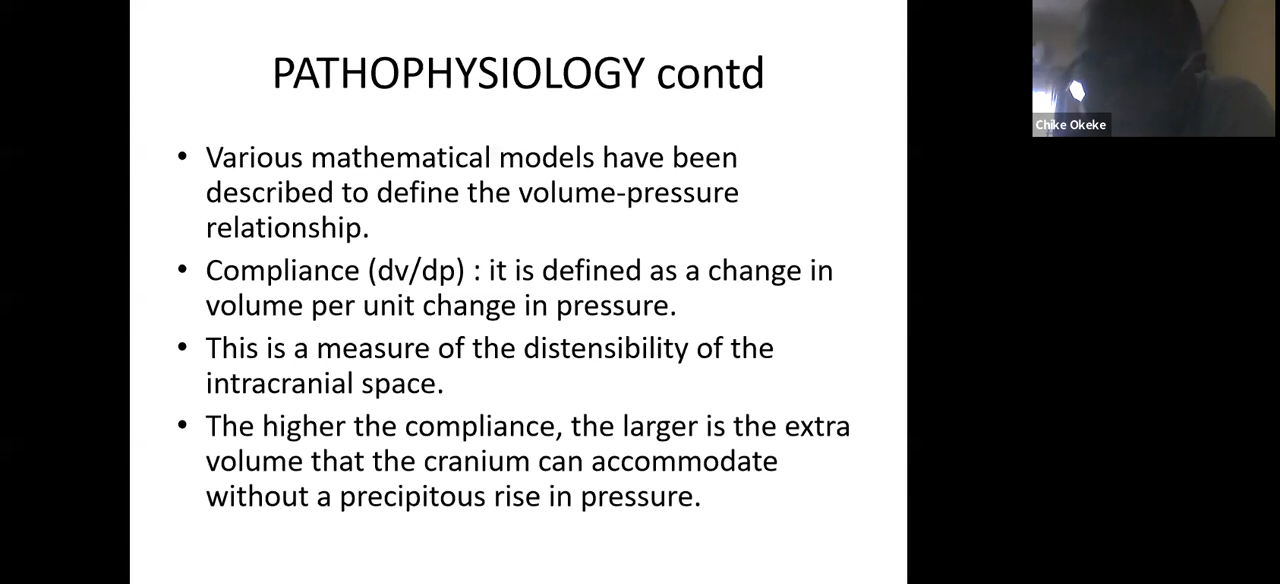 PATHOPHYSIOLOGY contd
• Various mathematical models have been
described to define the volume-pressure
relationship.
• Compliance (dv/dp) : it is defined as a change in
volume per unit change in pressure.
• This is a measure of the distensibility of the
intracranial space.
• The higher the compliance, the larger is the extra
volume that the cranium can accommodate
without a precipitous rise in pressure.
Chike Okeke